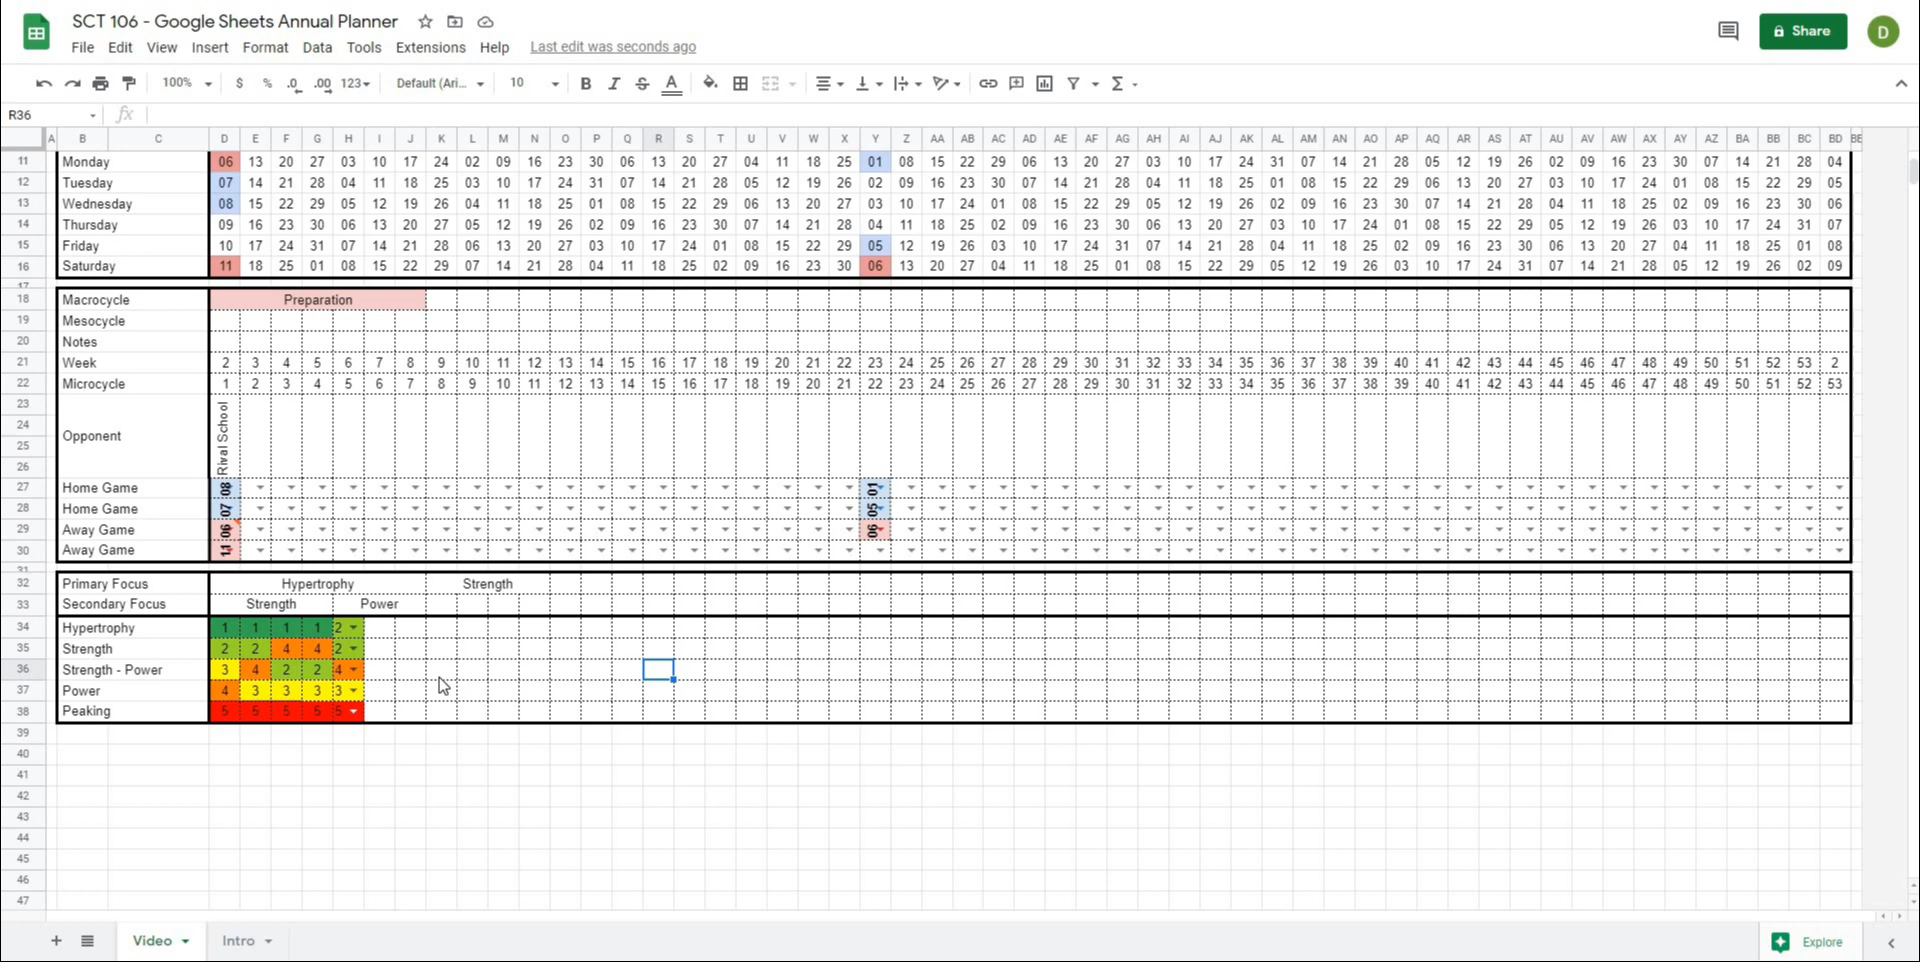 SCT 106 - Google Sheets Annual Planner
File Edit View Insert Format Data Tools Extensions Help Last edit was seconds ago
Share D
100% $ % .0 .00 123 Default (Ari... 10 B I S A Σ
R36 fx
A B C D E F G H I J K L M N O P Q R S T U V W X Y Z AA AB AC AD AE AF AG AH AI AJ AK AL AM AN AO AP AQ AR AS AT AU AV AW AX AY AZ BA BB BC BD BE
11 Monday 06 13 20 27 03 10 17 24 02 09 16 23 30 06 13 20 27 04 11 18 25 01 08 15 22 29 06 13 20 27 03 10 17 24 31 07 14 21 28 05 12 19 26 02 09 16 23 30 07 14 21 28 04
12 Tuesday 07 14 21 28 04 11 18 25 03 10 17 24 31 07 14 21 28 05 12 19 26 02 09 16 23 30 07 14 21 28 04 11 18 25 01 08 15 22 29 06 13 20 27 03 10 17 24 01 08 15 22 29 05
13 Wednesday 08 15 22 29 05 12 19 26 04 11 18 25 01 08 15 22 29 06 13 20 27 03 10 17 24 01 08 15 22 29 05 12 19 26 02 09 16 23 30 07 14 21 28 04 11 18 25 02 09 16 23 30 06
14 Thursday 09 16 23 30 06 13 20 27 05 12 19 26 02 09 16 23 30 07 14 21 28 04 11 18 25 02 09 16 23 30 06 13 20 27 03 10 17 24 01 08 15 22 29 05 12 19 26 03 10 17 24 31 07
15 Friday 10 17 24 31 07 14 21 28 06 13 20 27 03 10 17 24 01 08 15 22 29 05 12 19 26 03 10 17 24 31 07 14 21 28 04 11 18 25 02 09 16 23 30 06 13 20 27 04 11 18 25 01 08
16 Saturday 11 18 25 01 08 15 22 29 07 14 21 28 04 11 18 25 02 09 16 23 30 06 13 20 27 04 11 18 25 01 08 15 22 29 05 12 19 26 03 10 17 24 31 07 14 21 28 05 12 19 26 02 09
17
18 Macrocycle Preparation
19 Mesocycle
20 Notes
21 Week 2 3 4 5 6 7 8 9 10 11 12 13 14 15 16 17 18 19 20 21 22 23 24 25 26 27 28 29 30 31 32 33 34 35 36 37 38 39 40 41 42 43 44 45 46 47 48 49 50 51 52 53 2
22 Microcycle 1 2 3 4 5 6 7 8 9 10 11 12 13 14 15 16 17 18 19 20 21 22 23 24 25 26 27 28 29 30 31 32 33 34 35 36 37 38 39 40 41 42 43 44 45 46 47 48 49 50 51 52 53
23
24
Opponent Rival School
25
26
27 Home Game 08 01
28 Home Game 07 05
29 Away Game 06 06
30 Away Game 11
31
32 Primary Focus Hypertrophy Strength
33 Secondary Focus Strength Power
34 Hypertrophy 1 1 1 1 2
35 Strength 2 2 4 4 2
36 Strength - Power 3 4 2 2 4
37 Power 4 3 3 3 3
38 Peaking 5 5 5 5 5
39
40
41
42
43
44
45
46
47
Video Intro Explore